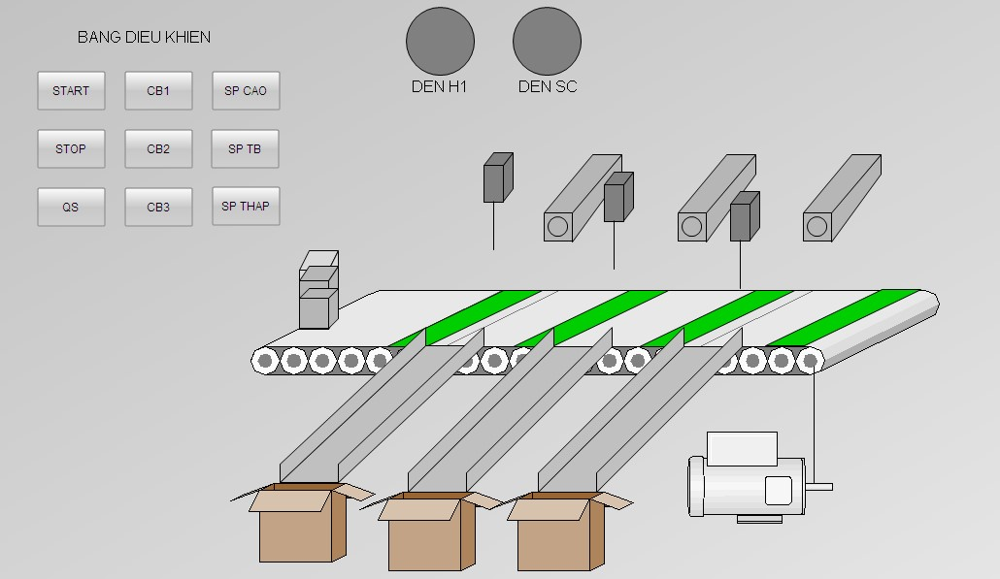 BANG DIEU KHIEN
START
CB1
SP CAO
STOP
CB2
SP TB
QS
CB3
SP THAP
DEN H1
DEN SC